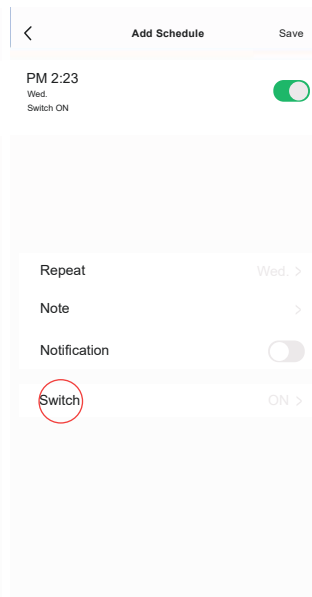 Add Schedule Save
PM 2:23
Wed.
Switch ON
Repeat Wed. >
Note >
Notification
Switch ON >